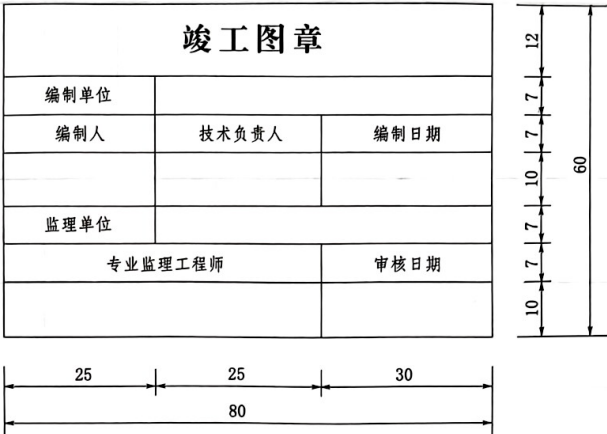 竣工图章
12
编制单位
7
编制人 技术负责人 编制日期
7
10
60
监理单位
7
专业监理工程师 审核日期
7
10
25 25 30
80